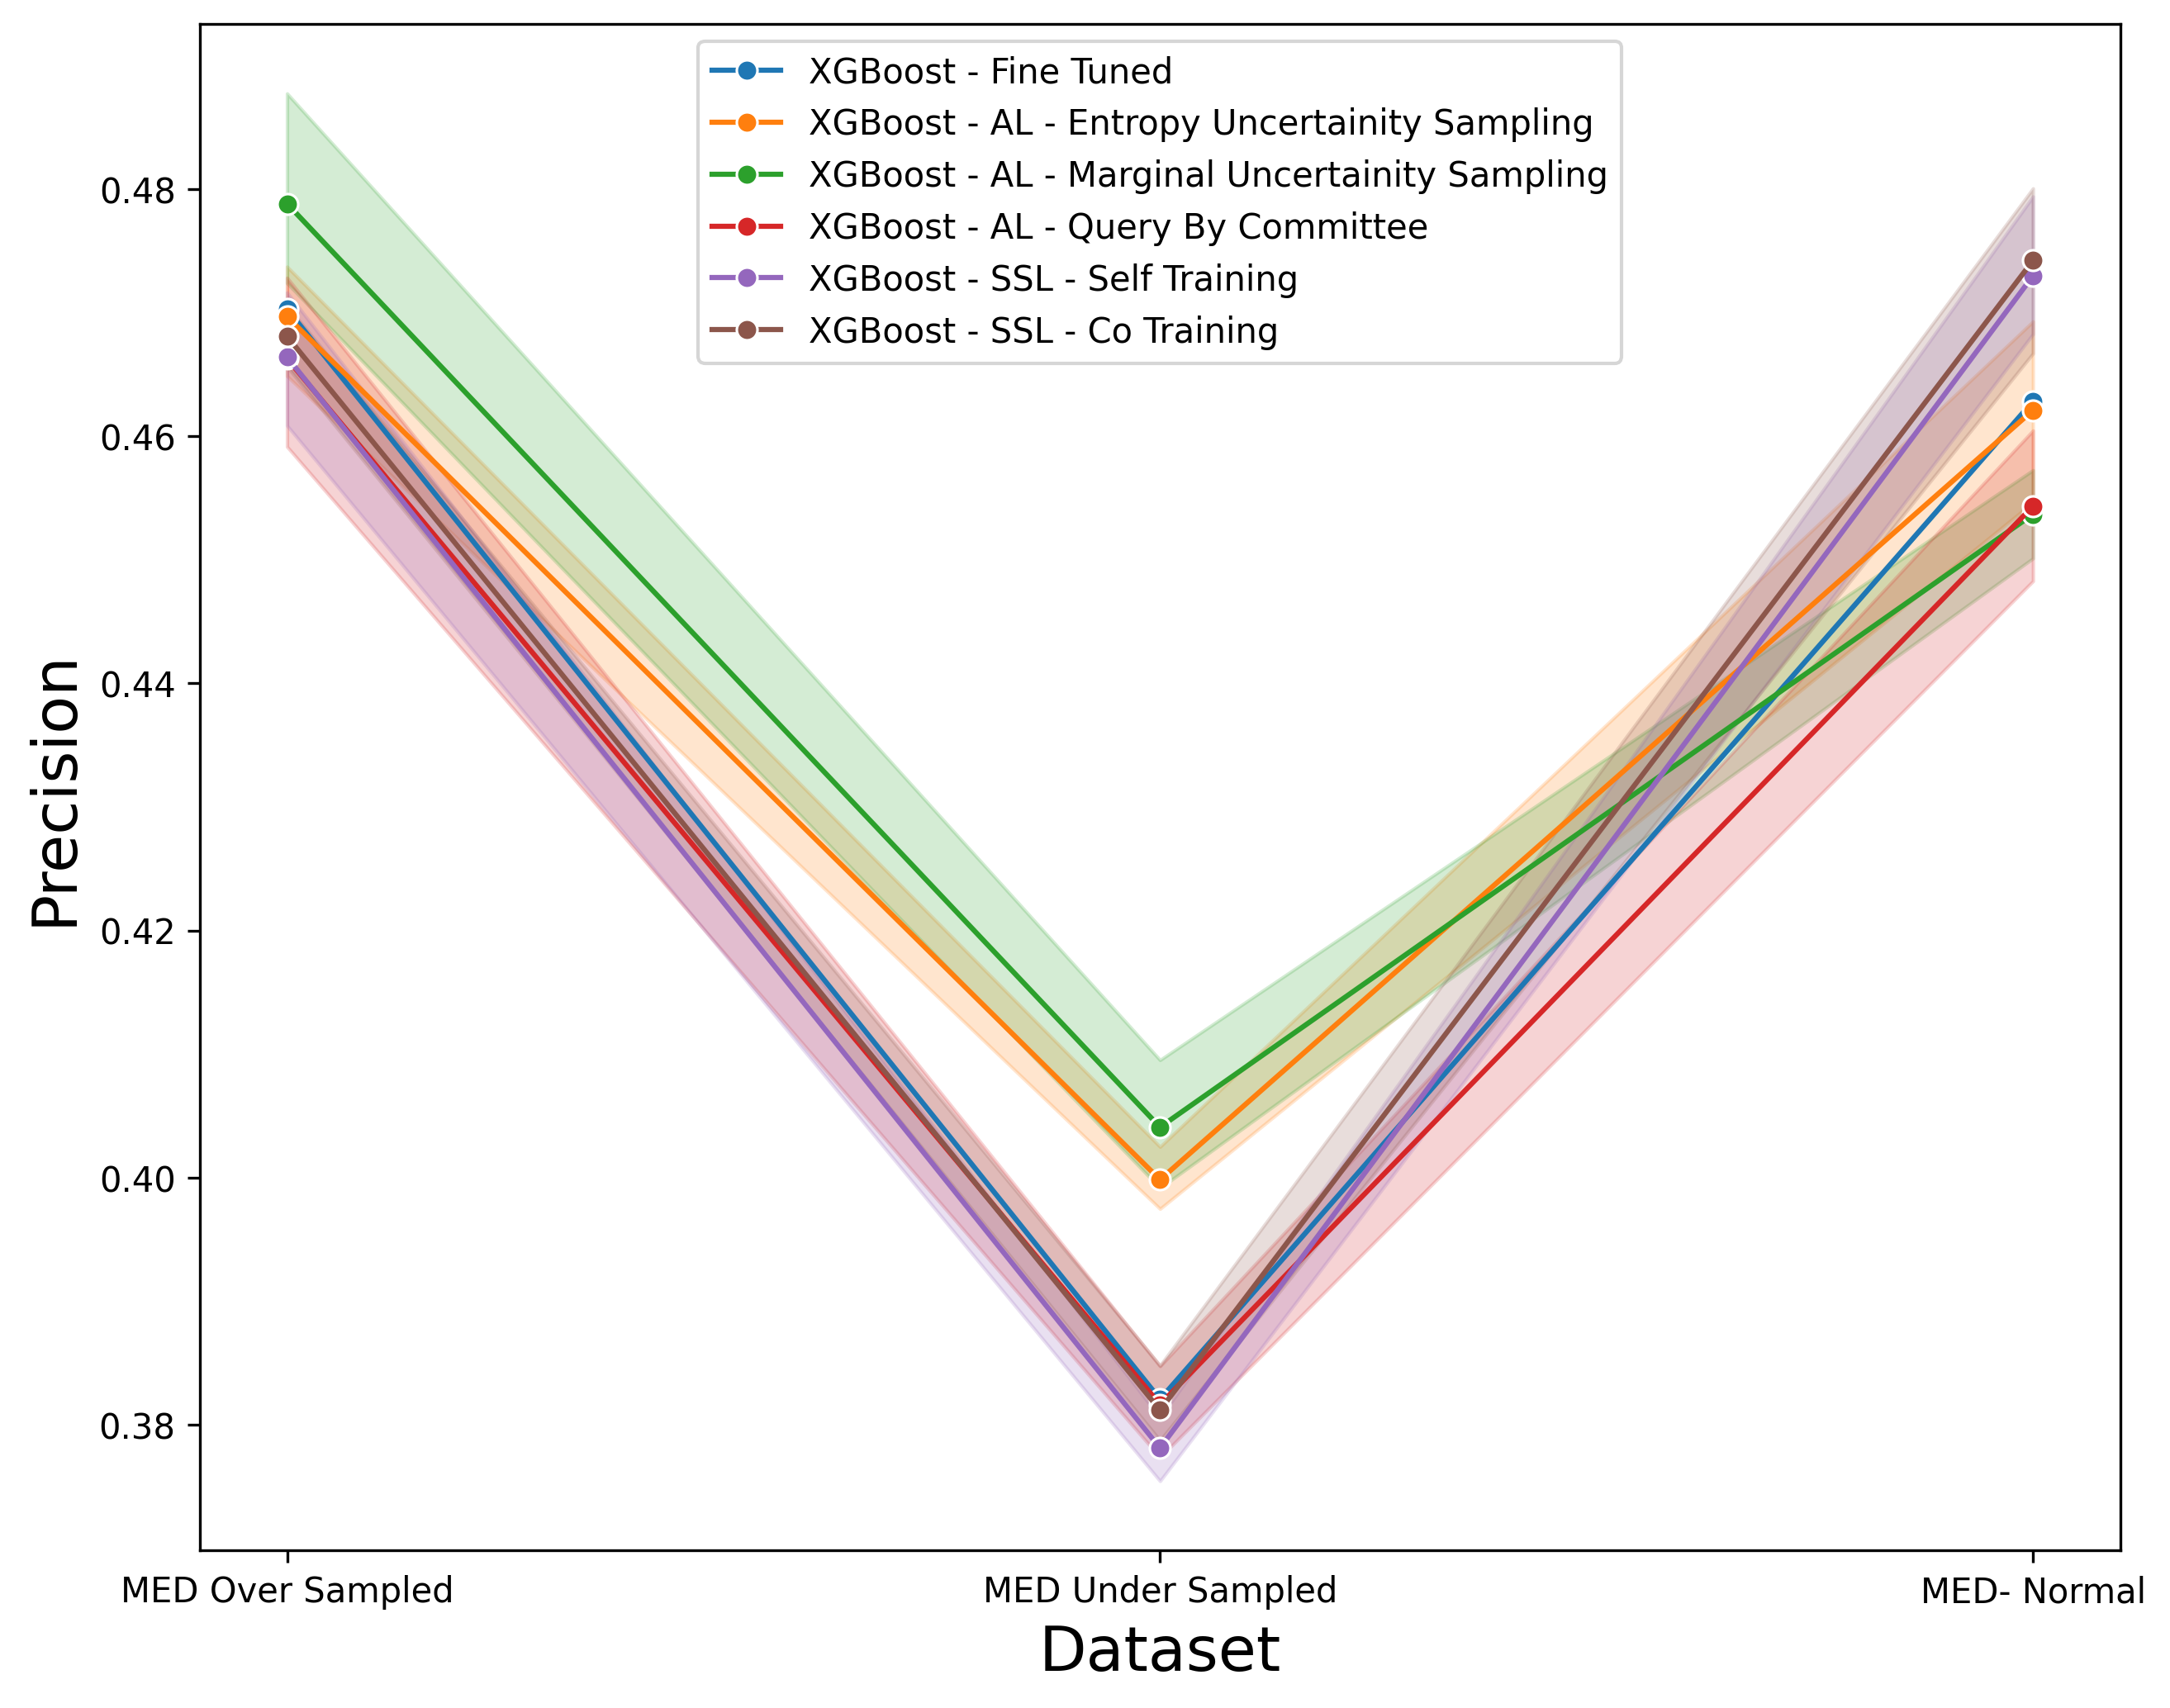 XGBoost - Fine Tuned
XGBoost - AL - Entropy Uncertainity Sampling
XGBoost - AL - Marginal Uncertainity Sampling
XGBoost - AL - Query By Committee
XGBoost - SSL - Self Training
XGBoost - SSL - Co Training
0.48
0.46
0.44
0.42
0.40
0.38
Precision
MED Over Sampled
MED Under Sampled
MED- Normal
Dataset